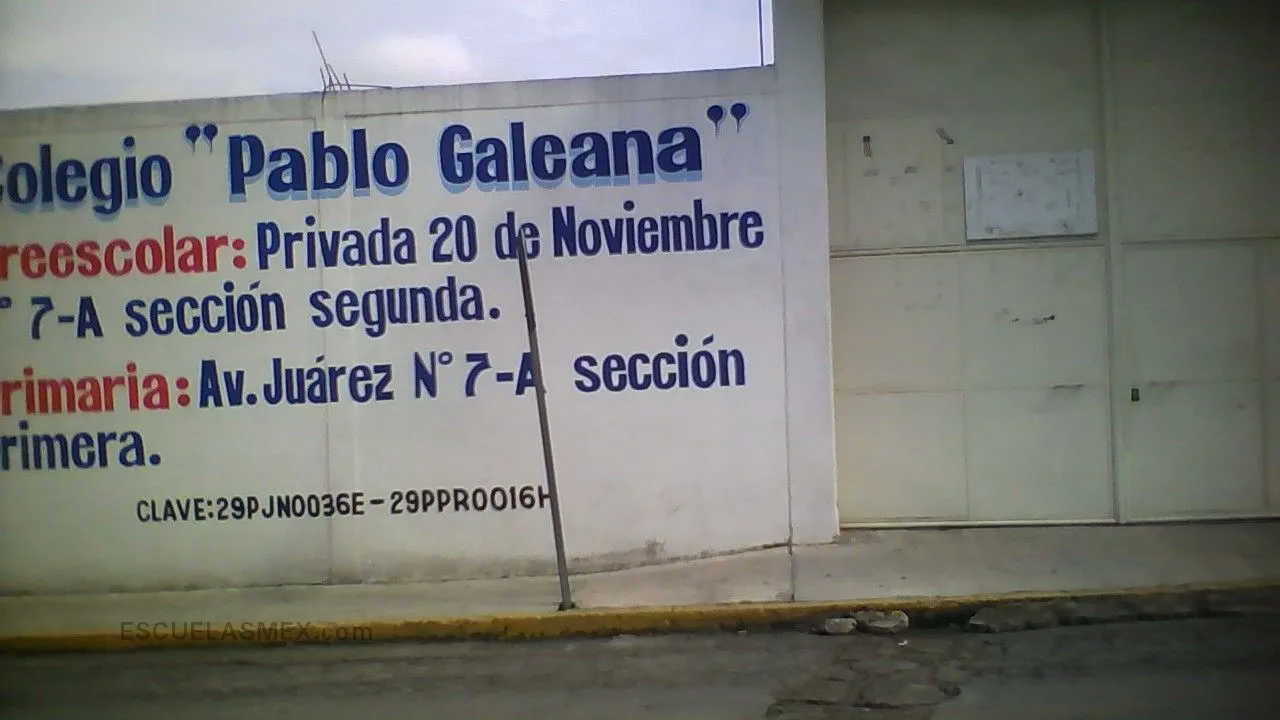 olegio "Pablo Galeana"
reescolar: Privada 20 de Noviembre
° 7-A sección segunda.
rimaria: Av. Juárez N° 7-A sección
rimera.
CLAVE:29PJN0036E-29PPR0016H
ESCUELASMEX.com